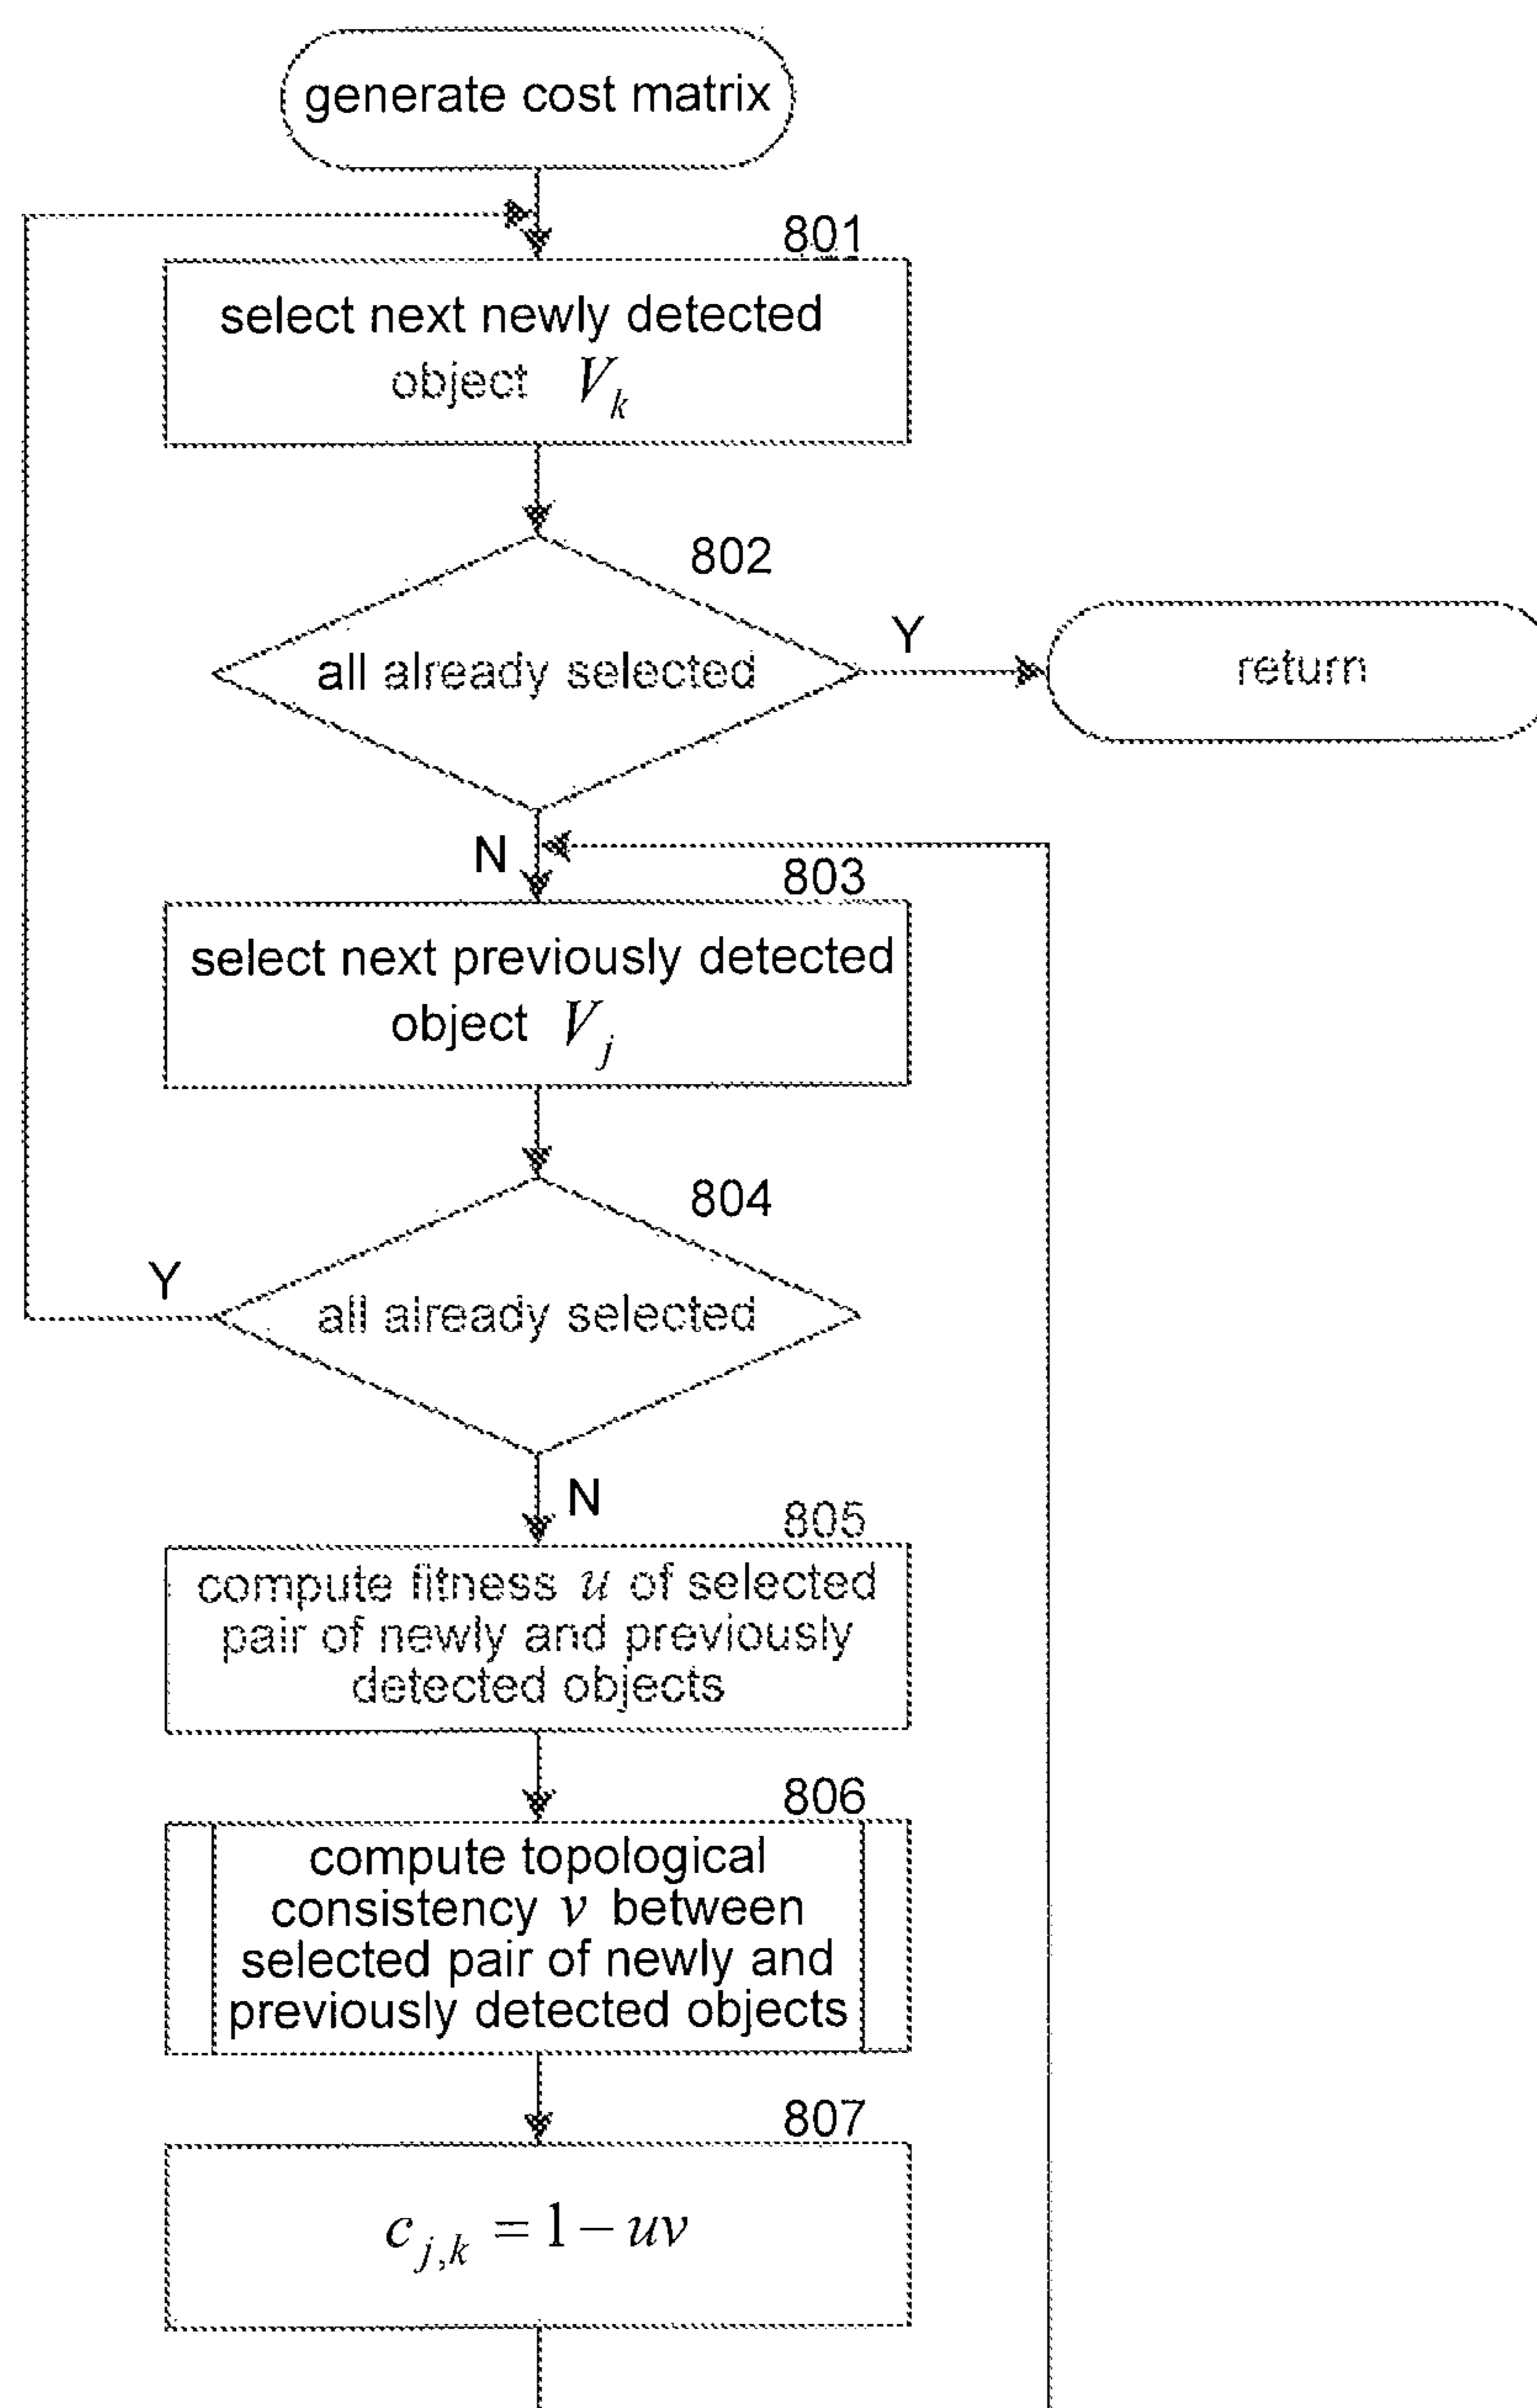 generate cost matrix
801
select next newly detected
object V_k
802
all already selected
Y
return
N
803
select next previously detected
object V_j
804
all already selected
Y
N
805
compute fitness u of selected
pair of newly and previously
detected objects
806
compute topological
consistency v between
selected pair of newly and
previously detected objects
807
c_{j,k} = 1 − uv